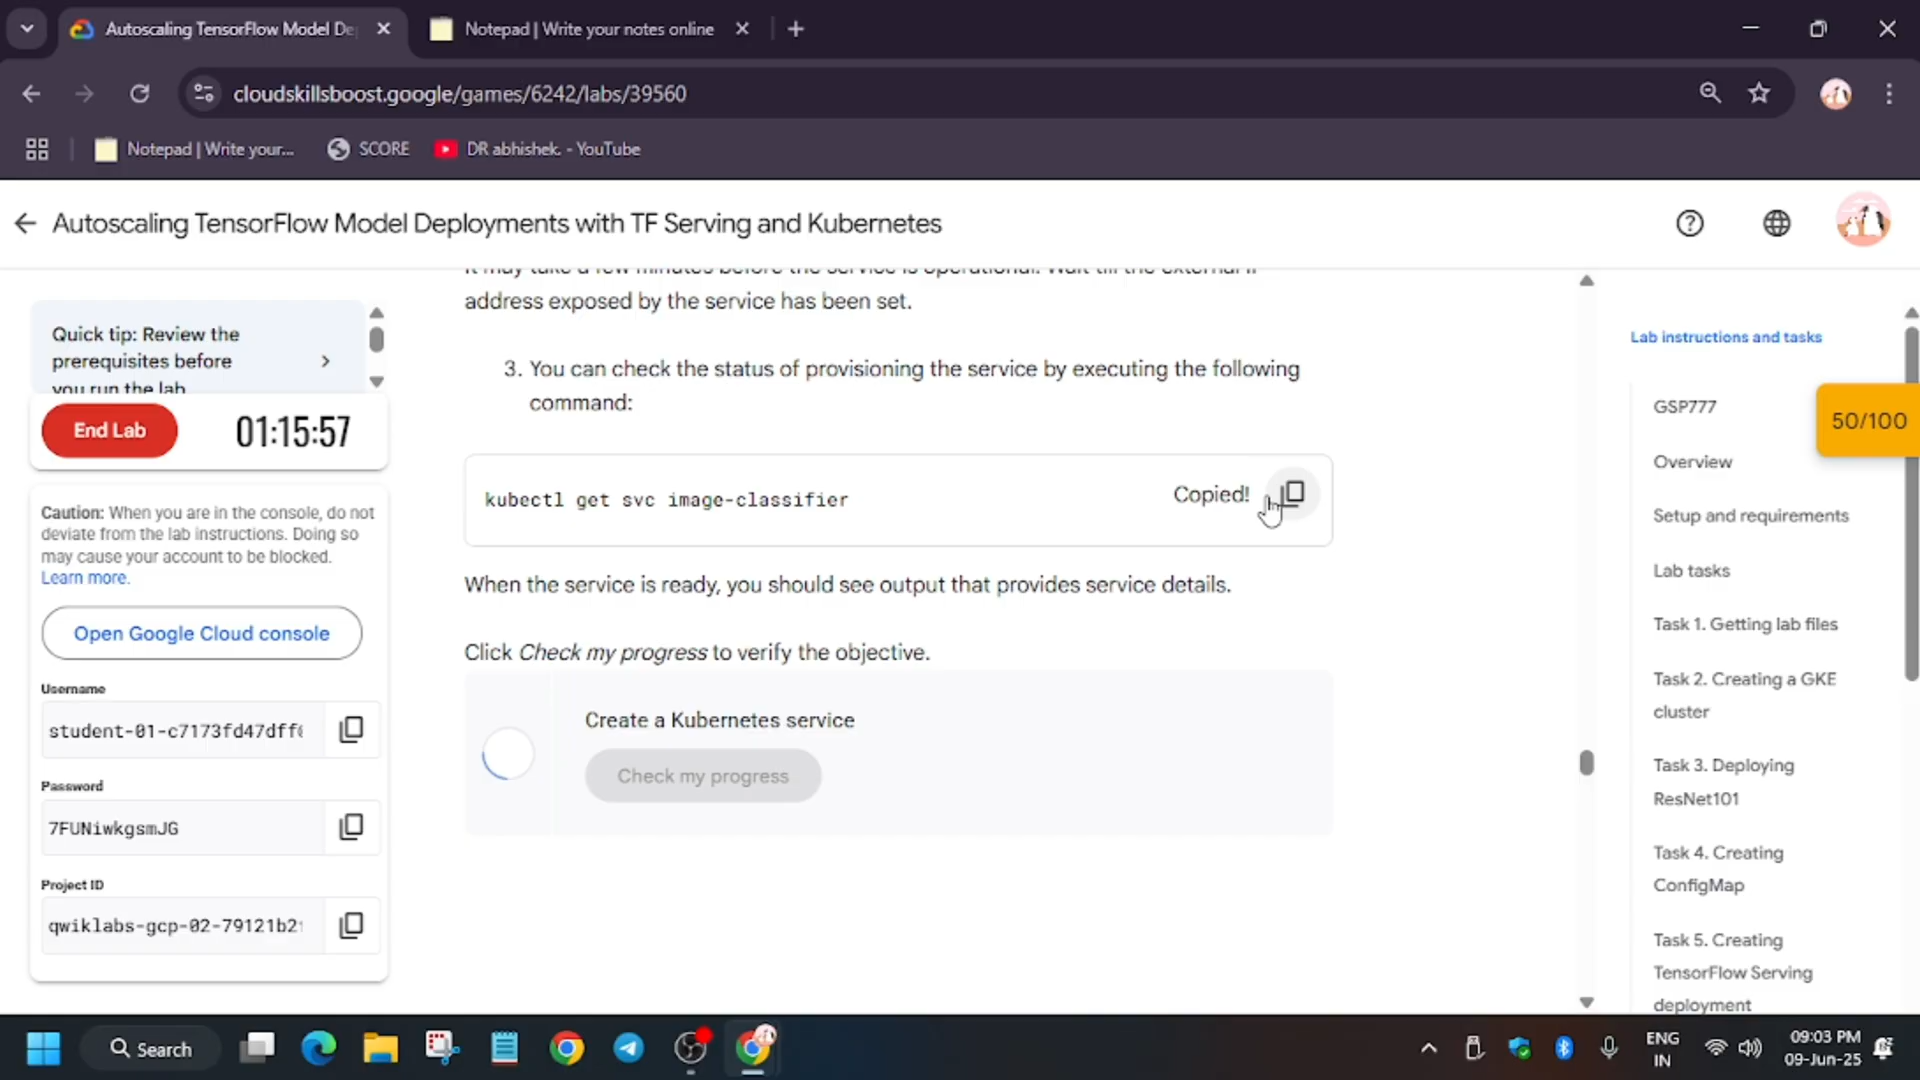 Autoscaling TensorFlow Model De
Notepad | Write your notes online
cloudskillsboost.google/games/6242/labs/39560
Notepad | Write your...
SCORE
DR abhishek. - YouTube
Autoscaling TensorFlow Model Deployments with TF Serving and Kubernetes
Quick tip: Review the
prerequisites before
you run the lab
End Lab
01:15:57
Caution: When you are in the console, do not
deviate from the lab instructions. Doing so
may cause your account to be blocked.
Learn more.
Open Google Cloud console
Username
student-01-c7173fd47dff
Password
7FUNiwkgsmJG
Project ID
qwiklabs-gcp-02-79121b2
It may take a few minutes before the service is operational. Wait till the external IP
address exposed by the service has been set.
3. You can check the status of provisioning the service by executing the following
command:
kubectl get svc image-classifier
Copied!
When the service is ready, you should see output that provides service details.
Click Check my progress to verify the objective.
Create a Kubernetes service
Check my progress
Lab instructions and tasks
GSP777
50/100
Overview
Setup and requirements
Lab tasks
Task 1. Getting lab files
Task 2. Creating a GKE
cluster
Task 3. Deploying
ResNet101
Task 4. Creating
ConfigMap
Task 5. Creating
TensorFlow Serving
deployment
Search
ENG
IN
09:03 PM
09-Jun-25